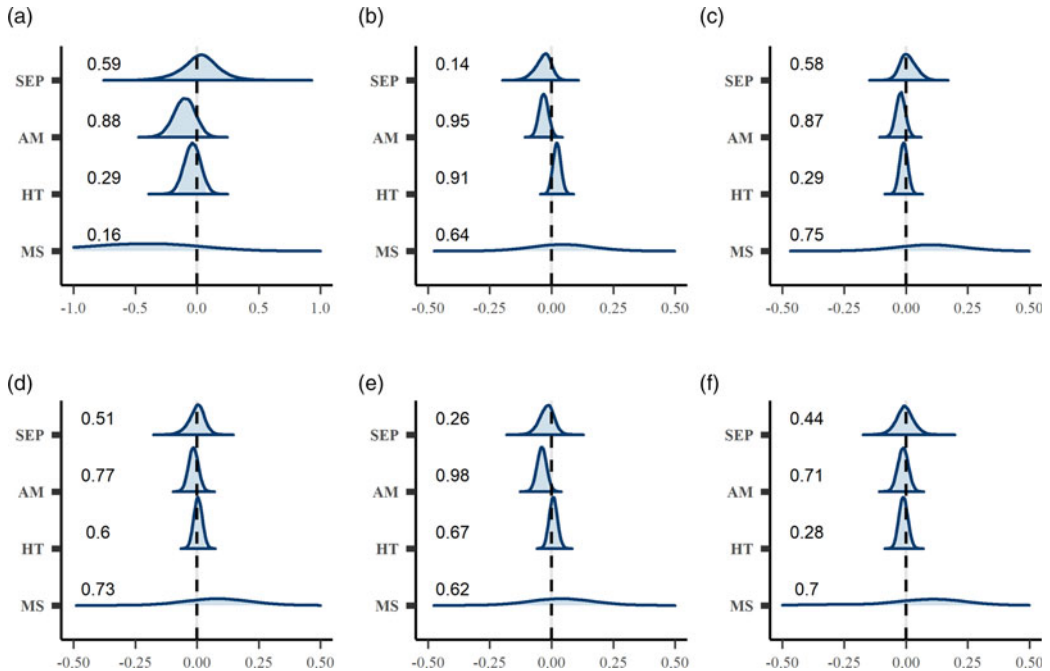 (a)
0.59
SEP
0.88
AM
0.29
HT
0.16
MS
-1.0 -0.5 0.0 0.5 1.0
(b)
0.14
SEP
0.95
AM
0.91
HT
0.64
MS
-0.50 -0.25 0.00 0.25 0.50
(c)
0.58
SEP
0.87
AM
0.29
HT
0.75
MS
-0.50 -0.25 0.00 0.25 0.50
(d)
0.51
SEP
0.77
AM
0.6
HT
0.73
MS
-0.50 -0.25 0.00 0.25 0.50
(e)
0.26
SEP
0.98
AM
0.67
HT
0.62
MS
-0.50 -0.25 0.00 0.25 0.50
(f)
0.44
SEP
0.71
AM
0.28
HT
0.7
MS
-0.50 -0.25 0.00 0.25 0.50